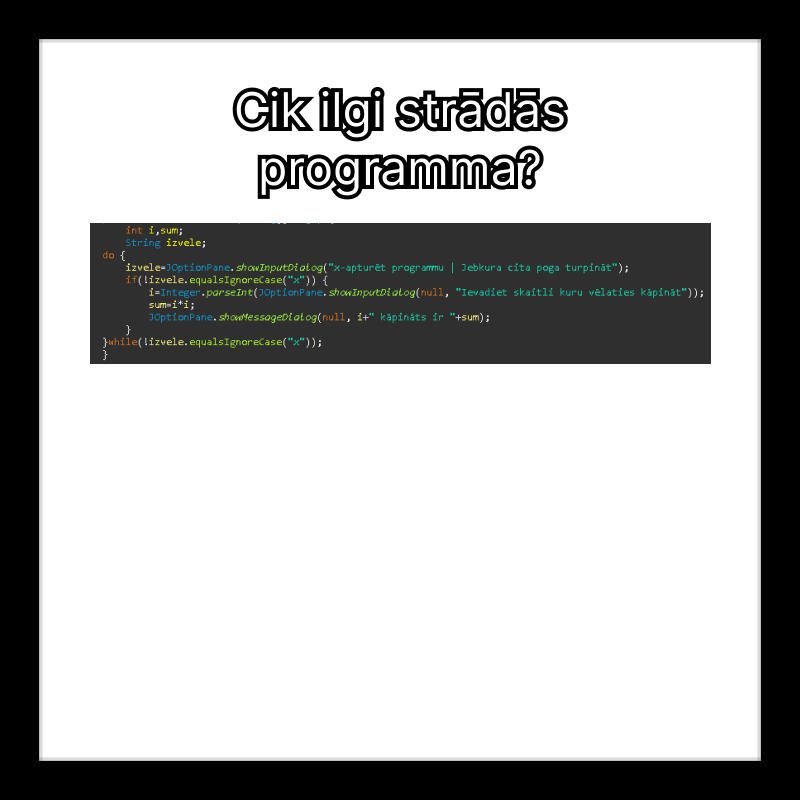 Cik ilgi strādās
programma?
int i,sum;
String izvele;
do {
izvele=JOptionPane.showInputDialog("x-apturēt programmu | Jebkura cita poga turpināt");
if(!izvele.equalsIgnoreCase("x")) {
i=Integer.parseInt(JOptionPane.showInputDialog(null, "Ievadiet skaitli kuru vēlaties kāpināt"));
sum=i*i;
JOptionPane.showMessageDialog(null, i+" kāpināts ir "+sum);
}
}while(!izvele.equalsIgnoreCase("x"));
}